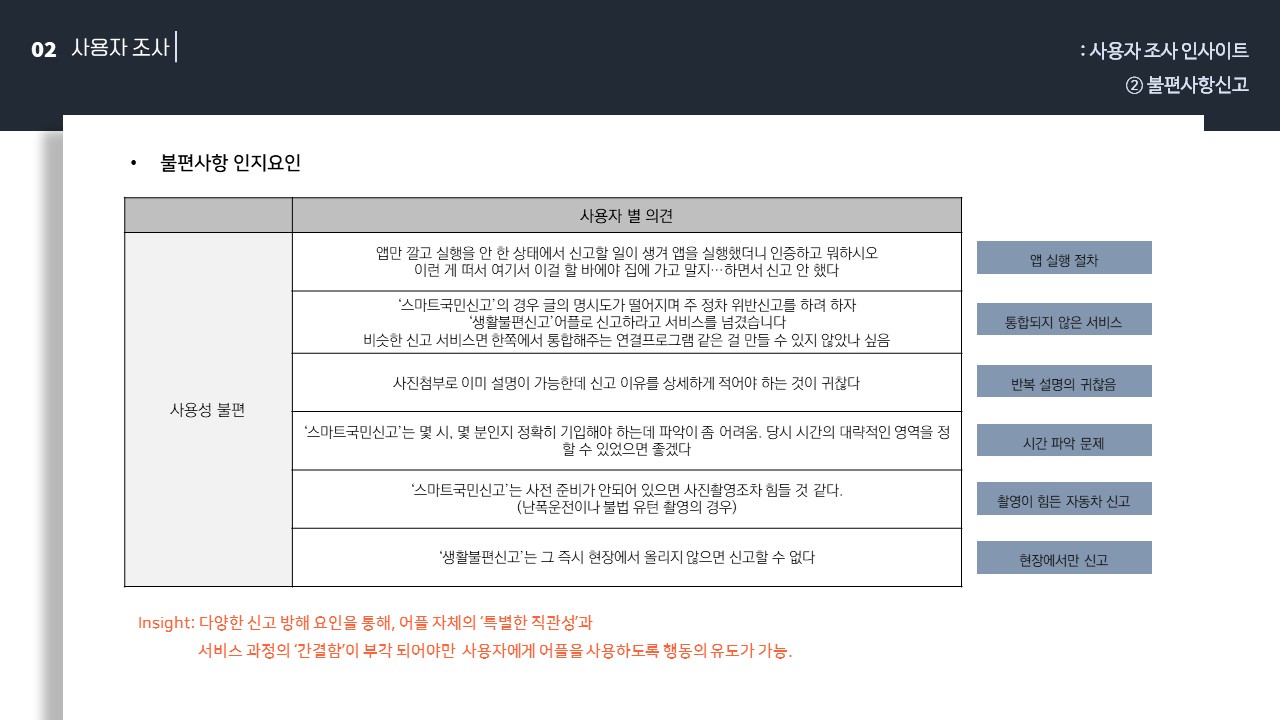 02 사용자 조사
: 사용자 조사 인사이트
② 불편사항신고
• 불편사항 인지요인
사용자 별 의견
사용성 불편
앱만 깔고 실행을 안 한 상태에서 신고할 일이 생겨 앱을 실행했더니 인증하고 뭐하시오
이런 게 떠서 여기서 이걸 할 바에야 집에 가고 말지…하면서 신고 안 했다
앱 실행 절차
‘스마트국민신고’의 경우 글의 명시도가 떨어지며 주 정차 위반신고를 하려 하자
‘생활불편신고’어플로 신고하라고 서비스를 넘겼습니다
비슷한 신고 서비스면 한쪽에서 통합해주는 연결프로그램 같은 걸 만들 수 있지 않았나 싶음
통합되지 않은 서비스
사진첨부로 이미 설명이 가능한데 신고 이유를 상세하게 적어야 하는 것이 귀찮다
반복 설명의 귀찮음
‘스마트국민신고’는 몇 시, 몇 분인지 정확히 기입해야 하는데 파악이 좀 어려움. 당시 시간의 대략적인 영역을 정
할 수 있었으면 좋겠다
시간 파악 문제
‘스마트국민신고’는 사전 준비가 안되어 있으면 사진촬영조차 힘들 것 같다.
(난폭운전이나 불법 유턴 촬영의 경우)
촬영이 힘든 자동차 신고
‘생활불편신고’는 그 즉시 현장에서 올리지 않으면 신고할 수 없다
현장에서만 신고
Insight: 다양한 신고 방해 요인을 통해, 어플 자체의 ‘특별한 직관성’과
서비스 과정의 ‘간결함’이 부각 되어야만 사용자에게 어플을 사용하도록 행동의 유도가 가능.